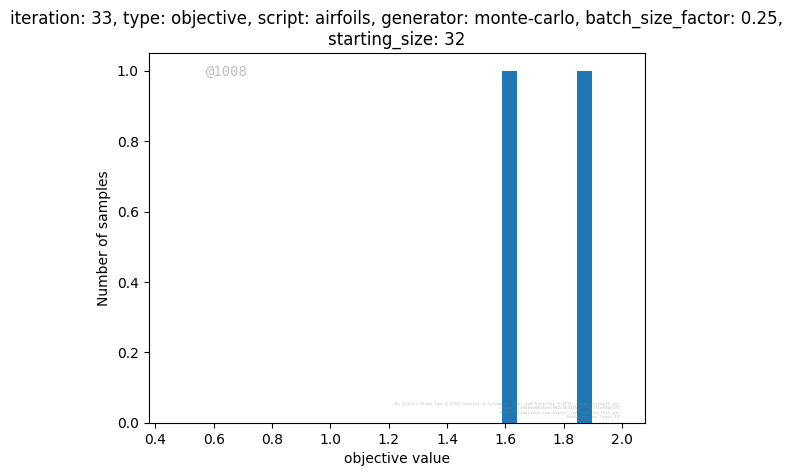 iteration: 33, type: objective, script: airfoils, generator: monte-carlo, batch_size_factor: 0.25,
starting_size: 32
@1008
1.0
0.8
0.6
0.4
0.2
0.0
Number of samples
0.4 0.6 0.8 1.0 1.2 1.4 1.6 1.8 2.0
objective value